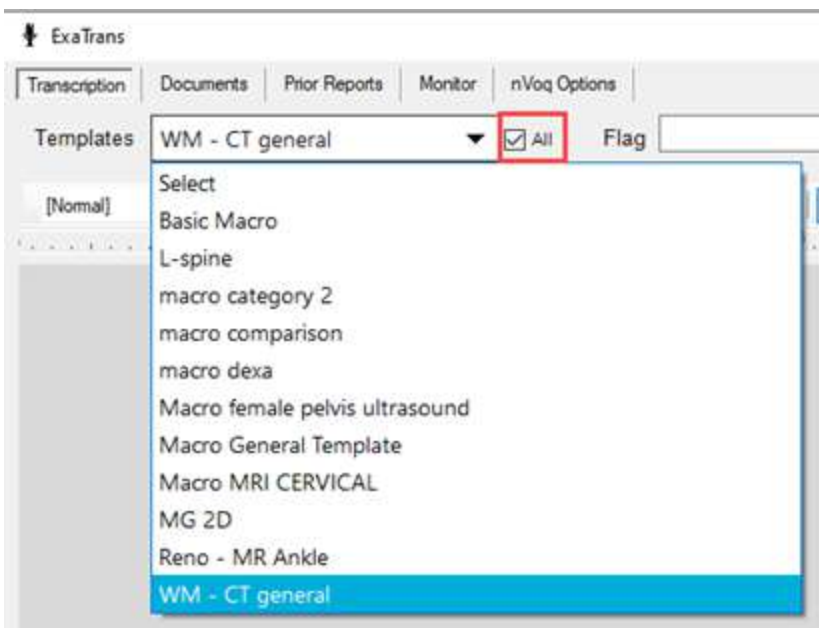 ExaTrans
Transcription Documents Prior Reports Monitor nVoq Options
Templates WM - CT general All Flag
[Normal]
Select
Basic Macro
L-spine
macro category 2
macro comparison
macro dexa
Macro female pelvis ultrasound
Macro General Template
Macro MRI CERVICAL
MG 2D
Reno - MR Ankle
WM - CT general